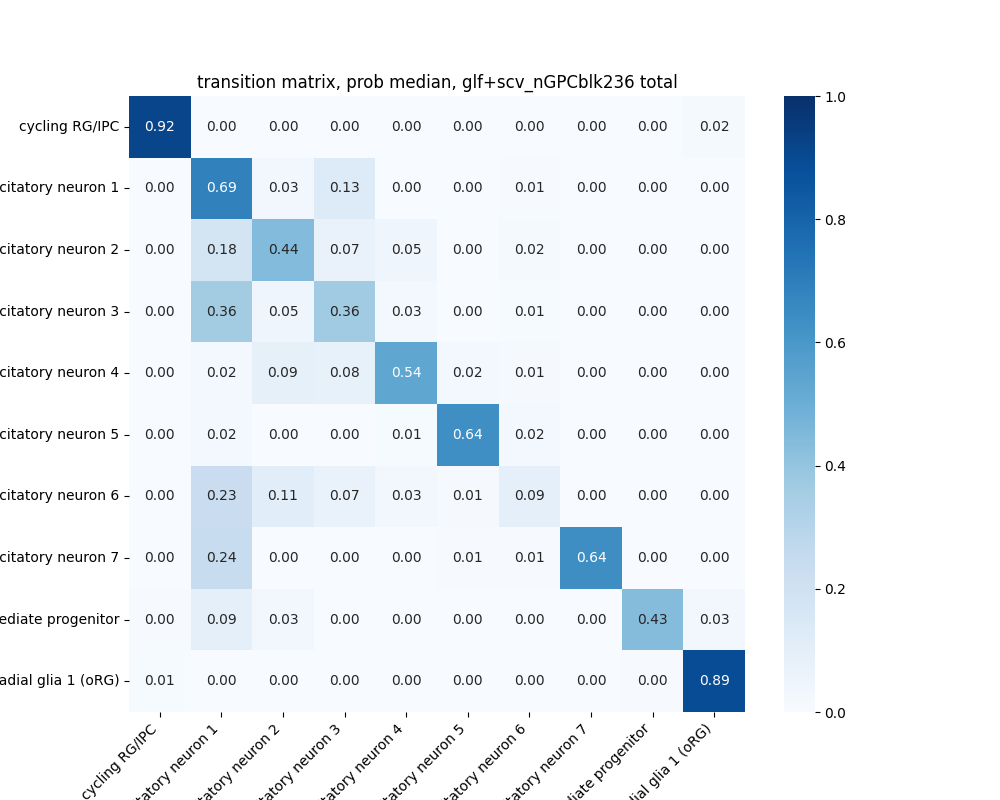 transition matrix, prob median, glf+scv_nGPCblk236 total
cycling RG/IPC 0.92 0.00 0.00 0.00 0.00 0.00 0.00 0.00 0.00 0.02
citatory neuron 1 0.00 0.69 0.03 0.13 0.00 0.00 0.01 0.00 0.00 0.00
citatory neuron 2 0.00 0.18 0.44 0.07 0.05 0.00 0.02 0.00 0.00 0.00
citatory neuron 3 0.00 0.36 0.05 0.36 0.03 0.00 0.01 0.00 0.00 0.00
citatory neuron 4 0.00 0.02 0.09 0.08 0.54 0.02 0.01 0.00 0.00 0.00
citatory neuron 5 0.00 0.02 0.00 0.00 0.01 0.64 0.02 0.00 0.00 0.00
citatory neuron 6 0.00 0.23 0.11 0.07 0.03 0.01 0.09 0.00 0.00 0.00
citatory neuron 7 0.00 0.24 0.00 0.00 0.00 0.01 0.01 0.64 0.00 0.00
ediate progenitor 0.00 0.09 0.03 0.00 0.00 0.00 0.00 0.00 0.43 0.03
adial glia 1 (oRG) 0.01 0.00 0.00 0.00 0.00 0.00 0.00 0.00 0.00 0.89
cycling RG/IPC
tatory neuron 1
tatory neuron 2
tatory neuron 3
tatory neuron 4
tatory neuron 5
tatory neuron 6
tatory neuron 7
diate progenitor
dial glia 1 (oRG)
1.0
0.8
0.6
0.4
0.2
0.0